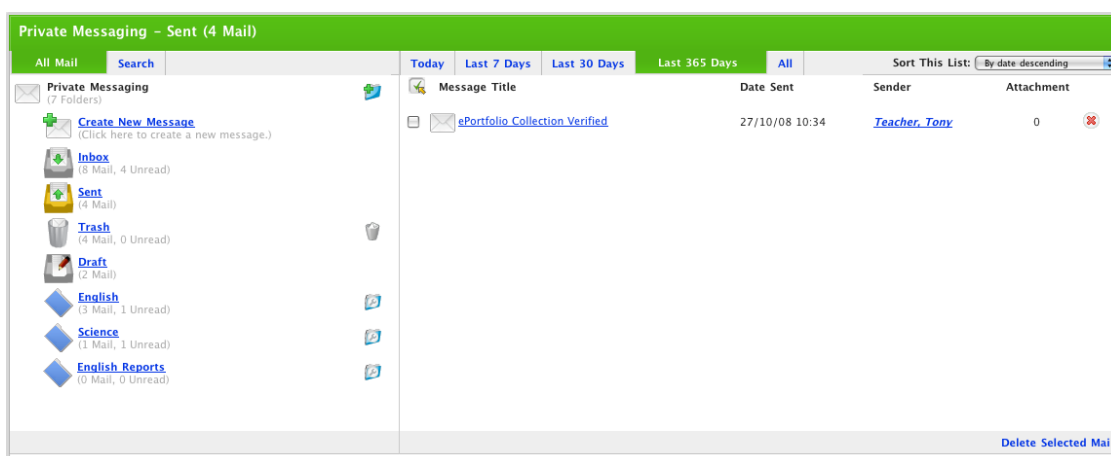 Private Messaging – Sent (4 Mail)
All Mail Search
Private Messaging
(7 Folders)
Create New Message
(Click here to create a new message.)
Inbox
(8 Mail, 4 Unread)
Sent
(4 Mail)
Trash
(4 Mail, 0 Unread)
Draft
(2 Mail)
English
(3 Mail, 1 Unread)
Science
(1 Mail, 1 Unread)
English Reports
(0 Mail, 0 Unread)
Today Last 7 Days Last 30 Days Last 365 Days All Sort This List: By date descending
Message Title Date Sent Sender Attachment
ePortfolio Collection Verified 27/10/08 10:34 Teacher, Tony 0
Delete Selected Mai